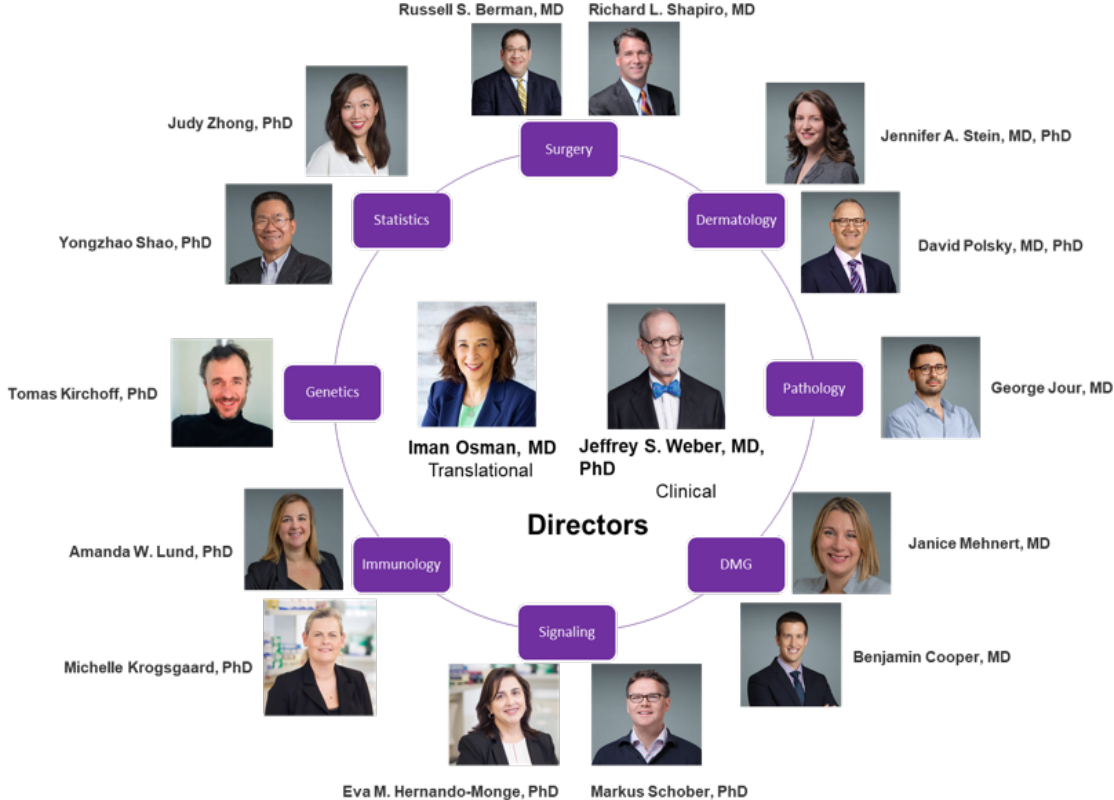 Russell S. Berman, MD
Richard L. Shapiro, MD
Judy Zhong, PhD
Surgery
Jennifer A. Stein, MD, PhD
Statistics
Dermatology
Yongzhao Shao, PhD
David Polsky, MD, PhD
Tomas Kirchoff, PhD
Genetics
Pathology
George Jour, MD
Iman Osman, MD
Translational
Jeffrey S. Weber, MD,
PhD
Clinical
Directors
Amanda W. Lund, PhD
Immunology
DMG
Janice Mehnert, MD
Signaling
Michelle Krogsgaard, PhD
Benjamin Cooper, MD
Eva M. Hernando-Monge, PhD
Markus Schober, PhD